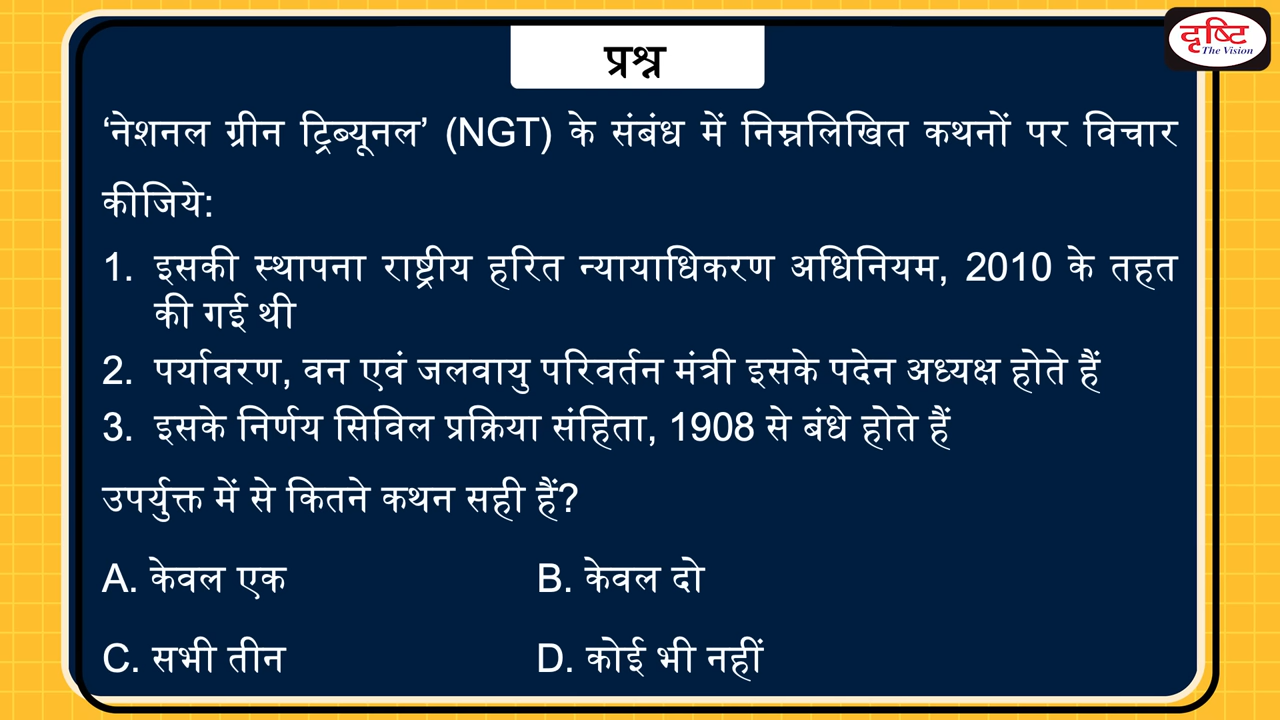 दृष्टि
The Vision
प्रश्न
‘नेशनल ग्रीन ट्रिब्यूनल’ (NGT) के संबंध में निम्नलिखित कथनों पर विचार
कीजिये:
1. इसकी स्थापना राष्ट्रीय हरित न्यायाधिकरण अधिनियम, 2010 के तहत
की गई थी
2. पर्यावरण, वन एवं जलवायु परिवर्तन मंत्री इसके पदेन अध्यक्ष होते हैं
3. इसके निर्णय सिविल प्रक्रिया संहिता, 1908 से बंधे होते हैं
उपर्युक्त में से कितने कथन सही हैं?
A. केवल एक B. केवल दो
C. सभी तीन D. कोई भी नहीं